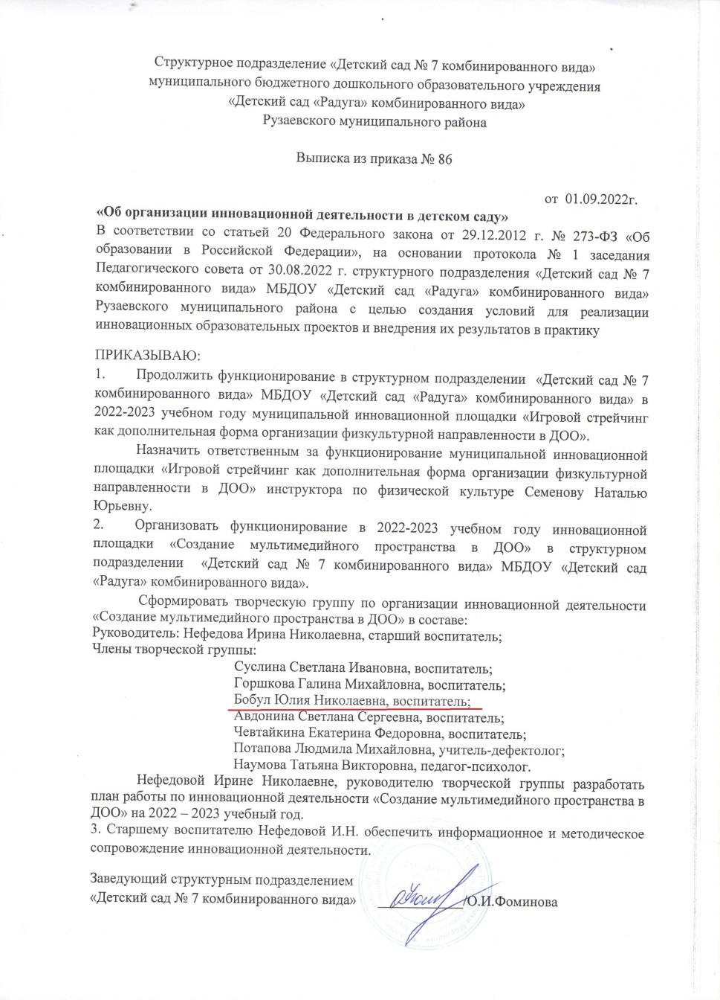 Структурное подразделение «Детский сад № 7 комбинированного вида»
муниципального бюджетного дошкольного образовательного учреждения
«Детский сад «Радуга» комбинированного вида»
Рузаевского муниципального района
Выписка из приказа № 86
от 01.09.2022г.
«Об организации инновационной деятельности в детском саду»
В соответствии со статьей 20 Федерального закона от 29.12.2012 г. № 273-ФЗ «Об
образовании в Российской Федерации», на основании протокола № 1 заседания
Педагогического совета от 30.08.2022 г. структурного подразделения «Детский сад № 7
комбинированного вида» МБДОУ «Детский сад «Радуга» комбинированного вида»
Рузаевского муниципального района с целью создания условий для реализации
инновационных образовательных проектов и внедрения их результатов в практику
ПРИКАЗЫВАЮ:
1. Продолжить функционирование в структурном подразделении «Детский сад № 7
комбинированного вида» МБДОУ «Детский сад «Радуга» комбинированного вида» в
2022-2023 учебном году муниципальной инновационной площадки «Игровой стрейчинг
как дополнительная форма организации физкультурной направленности в ДОО».
Назначить ответственным за функционирование муниципальной инновационной
площадки «Игровой стрейчинг как дополнительная форма организации физкультурной
направленности в ДОО» инструктора по физической культуре Семенову Наталью
Юрьевну.
2. Организовать функционирование в 2022-2023 учебном году инновационной
площадки «Создание мультимедийного пространства в ДОО» в структурном
подразделении «Детский сад № 7 комбинированного вида» МБДОУ «Детский сад
«Радуга» комбинированного вида».
Сформировать творческую группу по организации инновационной деятельности
«Создание мультимедийного пространства в ДОО» в составе:
Руководитель: Нефедова Ирина Николаевна, старший воспитатель;
Члены творческой группы:
Суслина Светлана Ивановна, воспитатель;
Горшкова Галина Михайловна, воспитатель;
Бобул Юлия Николаевна, воспитатель;
Авдонина Светлана Сергеевна, воспитатель;
Чевтайкина Екатерина Федоровна, воспитатель;
Потапова Людмила Михайловна, учитель-дефектолог;
Наумова Татьяна Викторовна, педагог-психолог.
Нефедовой Ирине Николаевне, руководителю творческой группы разработать
план работы по инновационной деятельности «Создание мультимедийного пространства в
ДОО» на 2022 – 2023 учебный год.
3. Старшему воспитателю Нефедовой И.Н. обеспечить информационное и методическое
сопровождение инновационной деятельности.
Заведующий структурным подразделением
«Детский сад № 7 комбинированного вида» /О.И.Фоминова